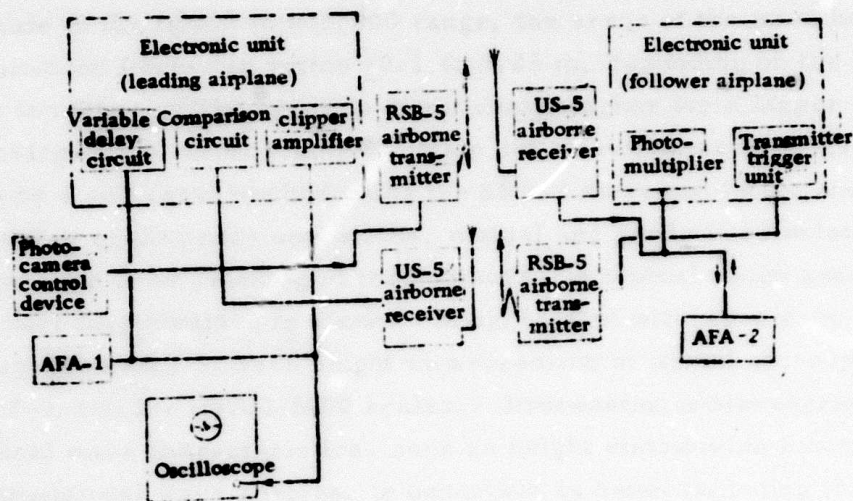 Electronic unit
(leading airplane)
Variable
delay
circuit
Comparison
circuit
clipper
amplifier
RSB-5
airborne
trans-
mitter
US-5
airborne
receiver
Electronic unit
(follower airplane)
Photo-
multiplier
Transmitter
trigger
unit
Photo-
camera
control
device
US-5
airborne
receiver
RSB-5
airborne
trans-
mitter
AFA-1
AFA-2
Oscilloscope